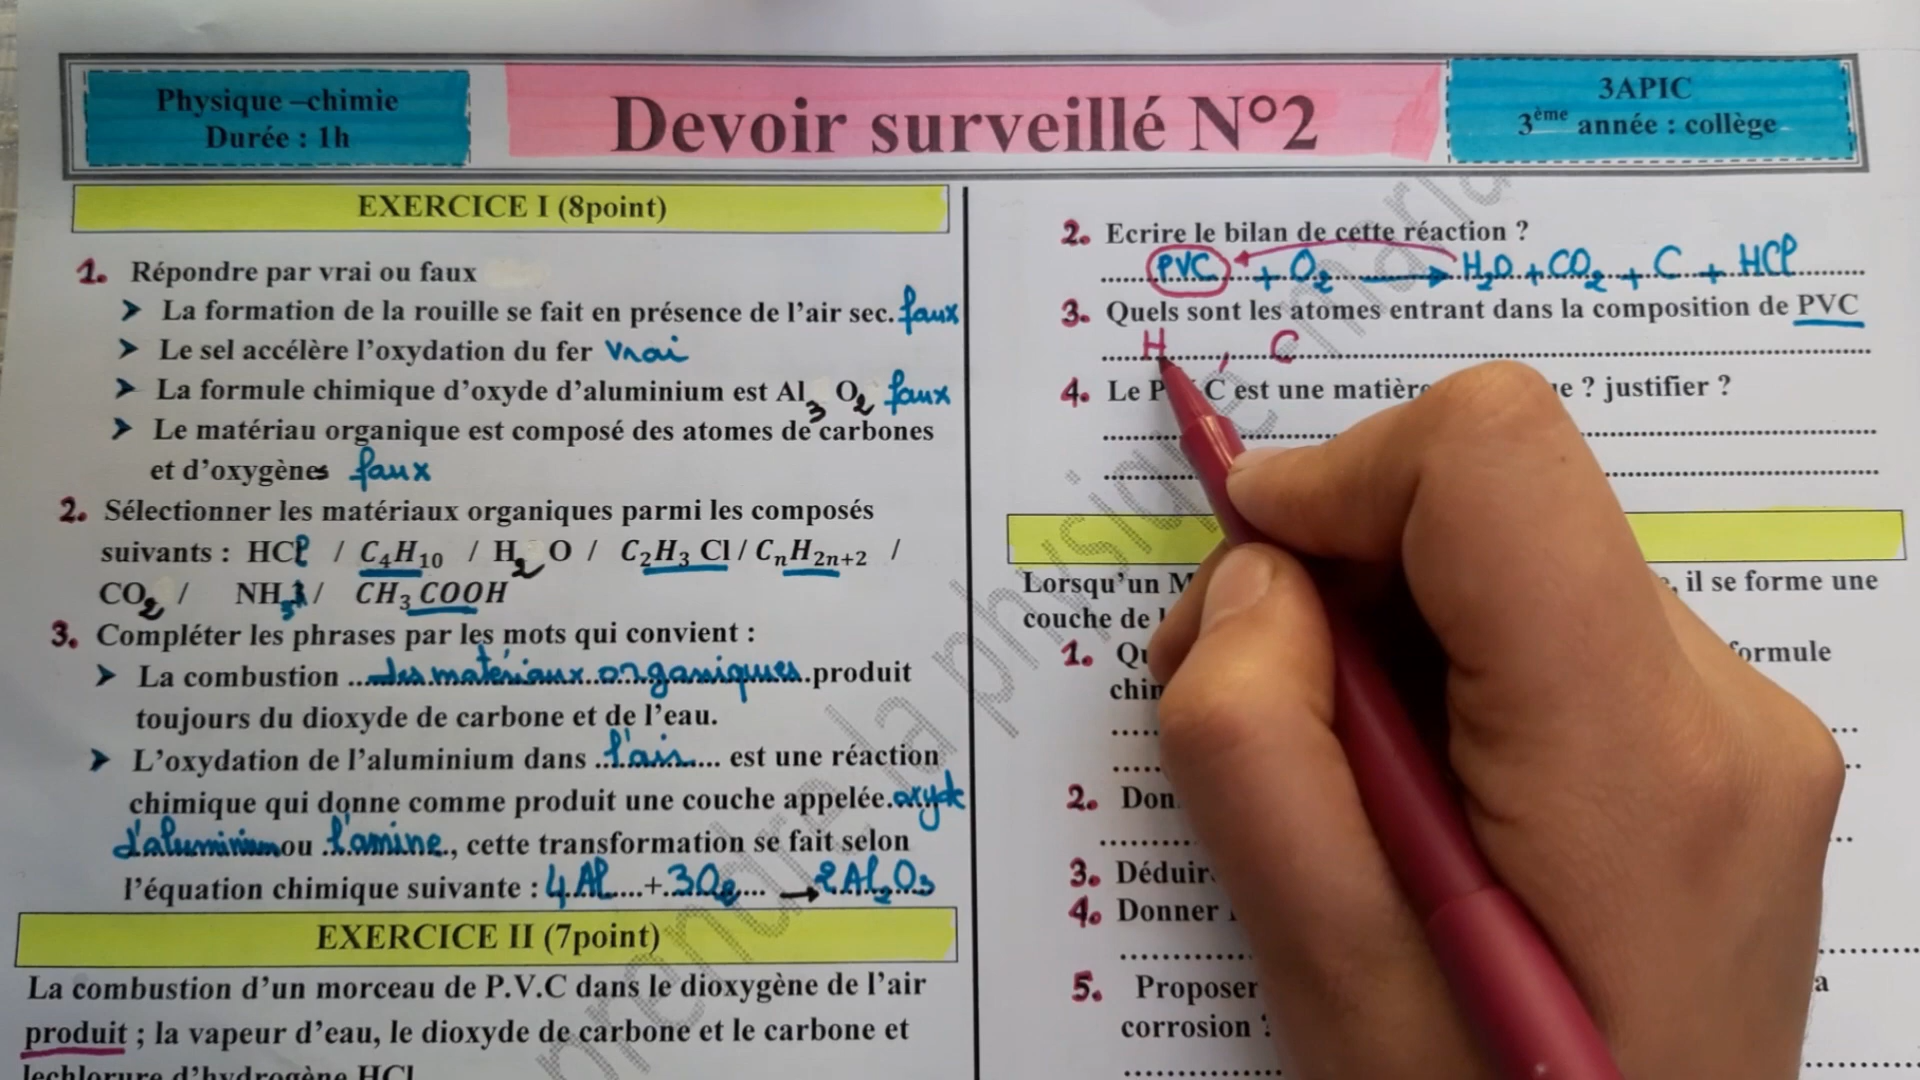 Physique –chimie
Durée : 1h
Devoir surveillé N°2
3APIC
3ème année : collège
EXERCICE I (8point)
1. Répondre par vrai ou faux
➤ La formation de la rouille se fait en présence de l'air sec. faux
➤ Le sel accélère l'oxydation du fer vrai
➤ La formule chimique d'oxyde d'aluminium est Al3 O2 faux
➤ Le matériau organique est composé des atomes de carbones
et d'oxygènes faux
2. Sélectionner les matériaux organiques parmi les composés
suivants : HCl / C4H10 / H2O / C2H3 Cl / CnH2n+2 /
CO2 / NH3 / CH3COOH
3. Compléter les phrases par les mots qui convient :
➤ La combustion ...des matériaux organiques.produit
toujours du dioxyde de carbone et de l'eau.
➤ L'oxydation de l'aluminium dans ..l'air.... est une réaction
chimique qui donne comme produit une couche appelée.oxyde
d'aluminium ou .l'amine., cette transformation se fait selon
l'équation chimique suivante : 4Al....+.3O2.... → 2Al2O3
EXERCICE II (7point)
La combustion d'un morceau de P.V.C dans le dioxygène de l'air
produit ; la vapeur d'eau, le dioxyde de carbone et le carbone et
lechlorure d'hydrogène HCl
2. Ecrire le bilan de cette réaction ?
PVC + O2 → H2O + CO2 + C + HCl
3. Quels sont les atomes entrant dans la composition de PVC
H , C
4. Le P C est une matière ? justifier ?
Lorsqu'un M , il se forme une
couche de
1. formule
2.
3.
4. Donner
5. Proposer
corrosion ?
prendre la physique maria